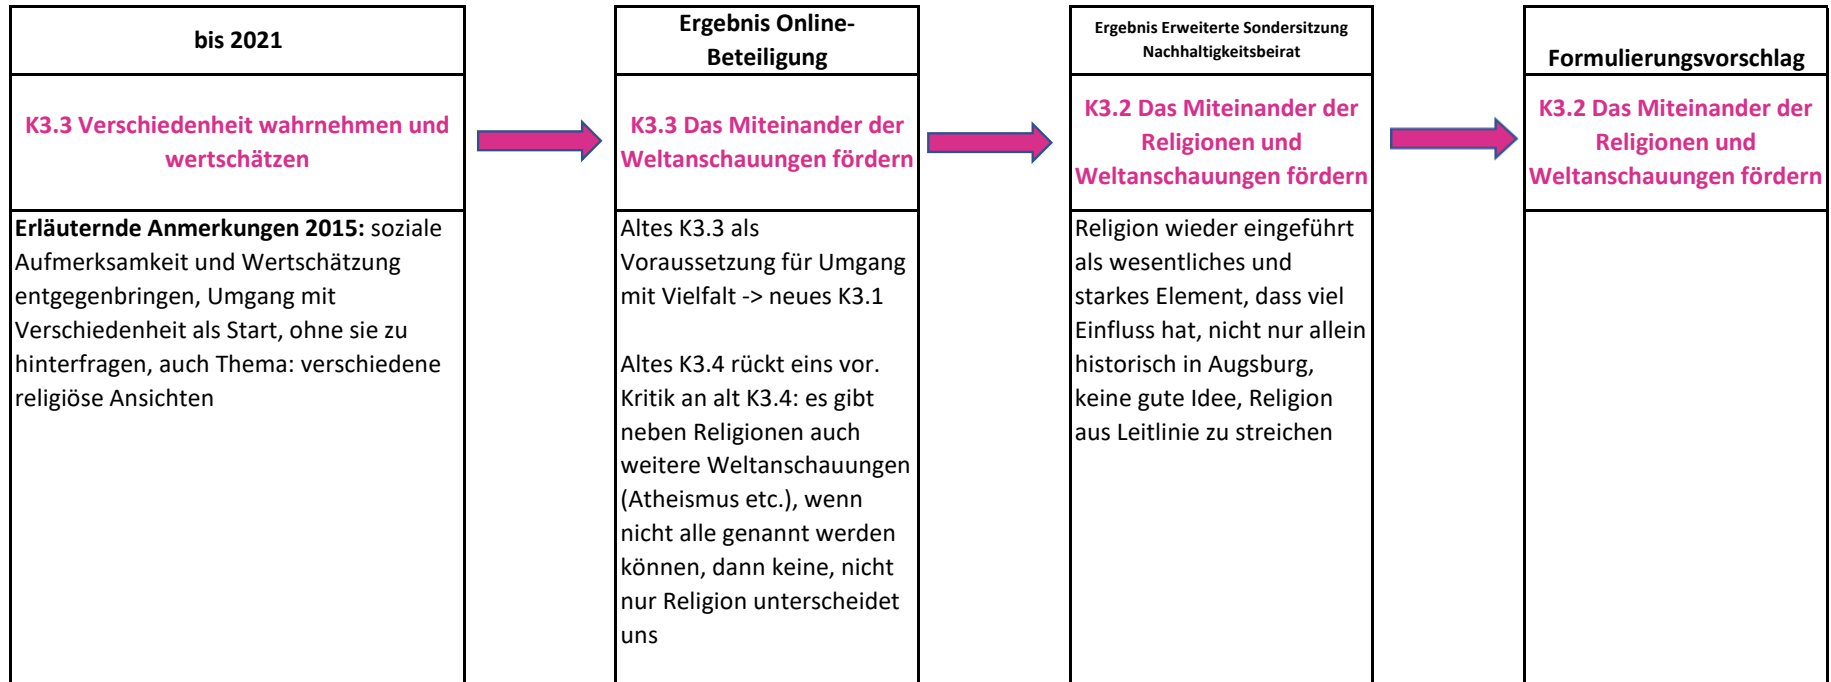 bis 2021
K3.3 Verschiedenheit wahrnehmen und
wertschätzen
Erläuternde Anmerkungen 2015: soziale
Aufmerksamkeit und Wertschätzung
entgegenbringen, Umgang mit
Verschiedenheit als Start, ohne sie zu
hinterfragen, auch Thema: verschiedene
religiöse Ansichten
Ergebnis Online-
Beteiligung
K3.3 Das Miteinander der
Weltanschauungen fördern
Altes K3.3 als
Voraussetzung für Umgang
mit Vielfalt -> neues K3.1
Altes K3.4 rückt eins vor.
Kritik an alt K3.4: es gibt
neben Religionen auch
weitere Weltanschauungen
(Atheismus etc.), wenn
nicht alle genannt werden
können, dann keine, nicht
nur Religion unterscheidet
uns
Ergebnis Erweiterte Sondersitzung
Nachhaltigkeitsbeirat
K3.2 Das Miteinander der
Religionen und
Weltanschauungen fördern
Religion wieder eingeführt
als wesentliches und
starkes Element, dass viel
Einfluss hat, nicht nur allein
historisch in Augsburg,
keine gute Idee, Religion
aus Leitlinie zu streichen
Formulierungsvorschlag
K3.2 Das Miteinander der
Religionen und
Weltanschauungen fördern